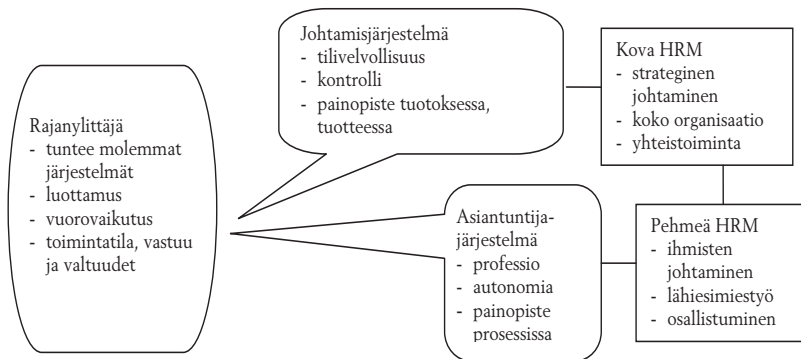 Rajanylittäjä
- tuntee molemmat
järjestelmät
- luottamus
- vuorovaikutus
- toimintatila, vastuu
ja valtuudet
Johtamisjärjestelmä
- tilivelvollisuus
- kontrolli
- painopiste tuotoksessa,
tuotteessa
Asiantuntija-
järjestelmä
- professio
- autonomia
- painopiste
prosessissa
Kova HRM
- strateginen
johtaminen
- koko organisaatio
- yhteistoiminta
Pehmeä HRM
- ihmisten
johtaminen
- lähiesimiestyö
- osallistuminen